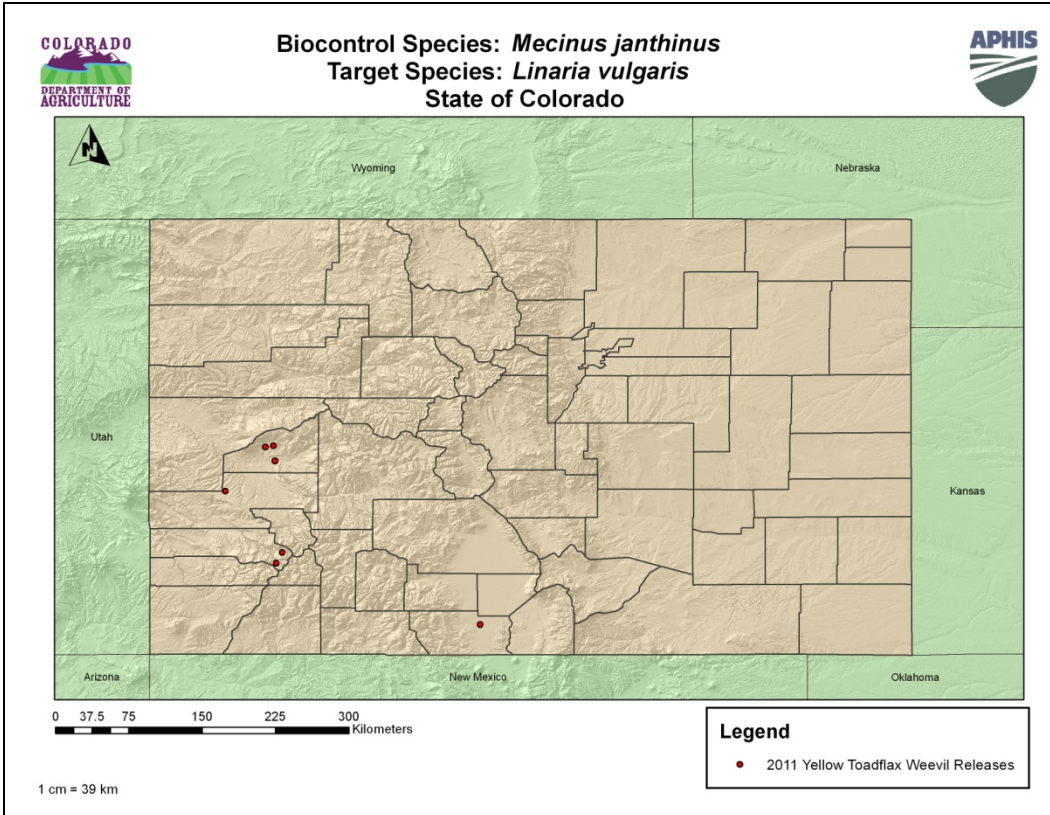 COLORADO
DEPARTMENT OF
AGRICULTURE
Biocontrol Species: Mecinus janthinus
Target Species: Linaria vulgaris
State of Colorado
APHIS
N
Wyoming
Nebraska
Utah
Kansas
Arizona
New Mexico
Oklahoma
0 37.5 75 150 225 300
Kilometers
1 cm = 39 km
Legend
2011 Yellow Toadflax Weevil Releases